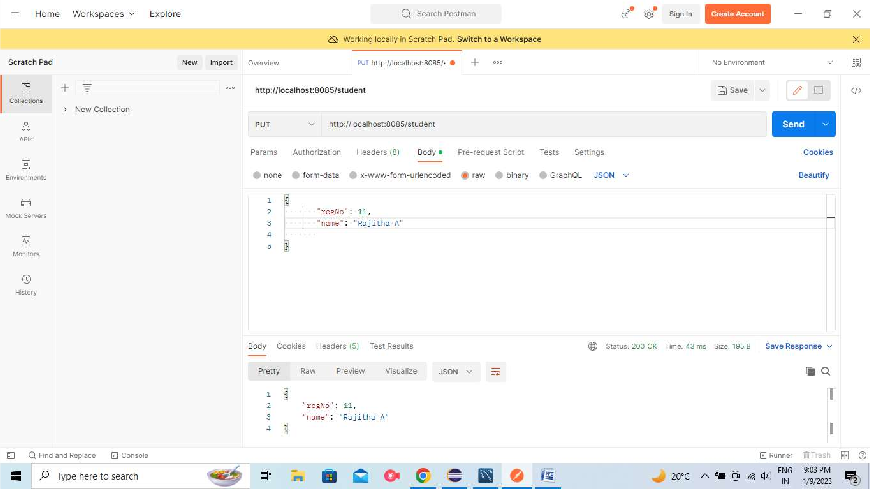 Home Workspaces Explore Search Postman Sign In Create Account
Working locally in Scratch Pad. Switch to a Workspace
Scratch Pad New Import Overview PUT http://localhost:8085/s No Environment
Collections
New Collection
APIs
Environments
Mock Servers
Monitors
History
http://localhost:8085/student Save
PUT http://localhost:8085/student Send
Params Authorization Headers (8) Body Pre-request Script Tests Settings Cookies
none form-data x-www-form-urlencoded raw binary GraphQL JSON Beautify
1 {
2 "regNo": 11,
3 "name": "Rajitha A"
4
5 }
Body Cookies Headers (5) Test Results Status: 200 OK Time: 43 ms Size: 195 B Save Response
Pretty Raw Preview Visualize JSON
1 {
2 "regNo": 11,
3 "name": "Rajitha A"
4 }
Find and Replace Console Runner Trash
Type here to search 20°C ENG IN 9:03 PM 1/9/2023 2